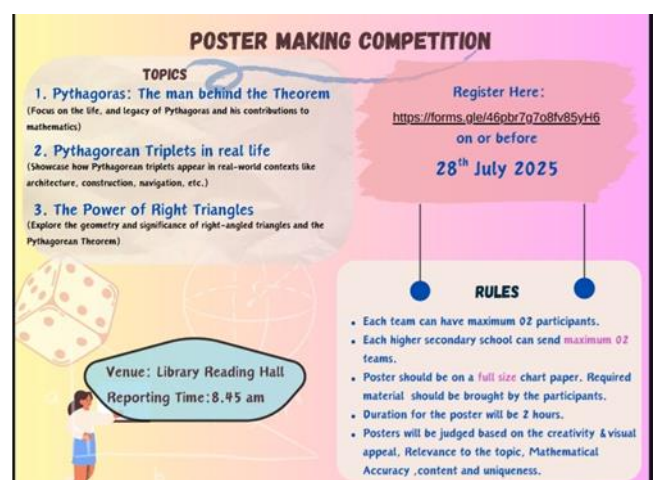 POSTER MAKING COMPETITION
TOPICS
1. Pythagoras: The man behind the Theorem
(Focus on the life, and legacy of Pythagoras and his contributions to
mathematics)
2. Pythagorean Triplets in real life
(Showcase how Pythagorean triplets appear in real-world contexts like
architecture, construction, navigation, etc.)
3. The Power of Right Triangles
(Explore the geometry and significance of right-angled triangles and the
Pythagorean Theorem)
Register Here:
https://forms.gle/46pbr7g7o8fv85yH6
on or before
28th July 2025
RULES
• Each team can have maximum 02 participants.
• Each higher secondary school can send maximum 02
teams.
• Poster should be on a full size chart paper. Required
material should be brought by the participants.
• Duration for the poster will be 2 hours.
• Posters will be judged based on the creativity & visual
appeal, Relevance to the topic, Mathematical
Accuracy ,content and uniqueness.
Venue: Library Reading Hall
Reporting Time:8.45 am